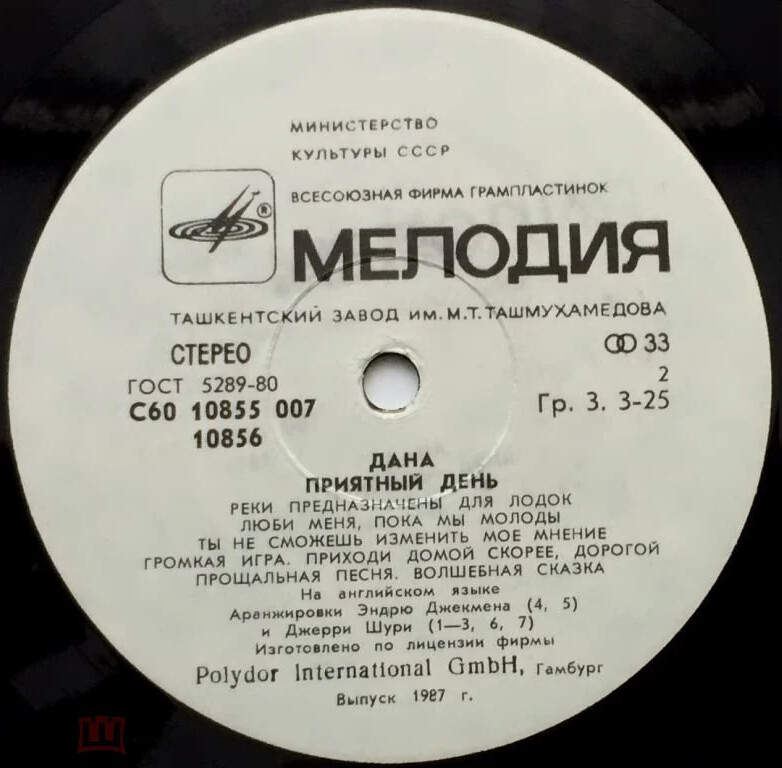 МИНИСТЕРСТВО
КУЛЬТУРЫ СССР
ВСЕСОЮЗНАЯ ФИРМА ГРАМПЛАСТИНОК
®
МЕЛОДИЯ
ТАШКЕНТСКИЙ ЗАВОД ИМ. М.Т. ТАШМУХАМЕДОВА
СТЕРЕО
33
ГОСТ 5289-80
2
С60 10855 007
Гр. 3. 3-25
10856
ДАНА
ПРИЯТНЫЙ ДЕНЬ
РЕКИ ПРЕДНАЗНАЧЕНЫ ДЛЯ ЛОДОК
ЛЮБИ МЕНЯ, ПОКА МЫ МОЛОДЫ
ТЫ НЕ СМОЖЕШЬ ИЗМЕНИТЬ МОЕ МНЕНИЕ
ГРОМКАЯ ИГРА. ПРИХОДИ ДОМОЙ СКОРЕЕ, ДОРОГОЙ
ПРОЩАЛЬНАЯ ПЕСНЯ. ВОЛШЕБНАЯ СКАЗКА
На английском языке
Аранжировки Эндрю Джекмена (4, 5)
и Джерри Шури (1—3, 6, 7)
Изготовлено по лицензии фирмы
Polydor International GmbH, Гамбург
Выпуск 1987 г.